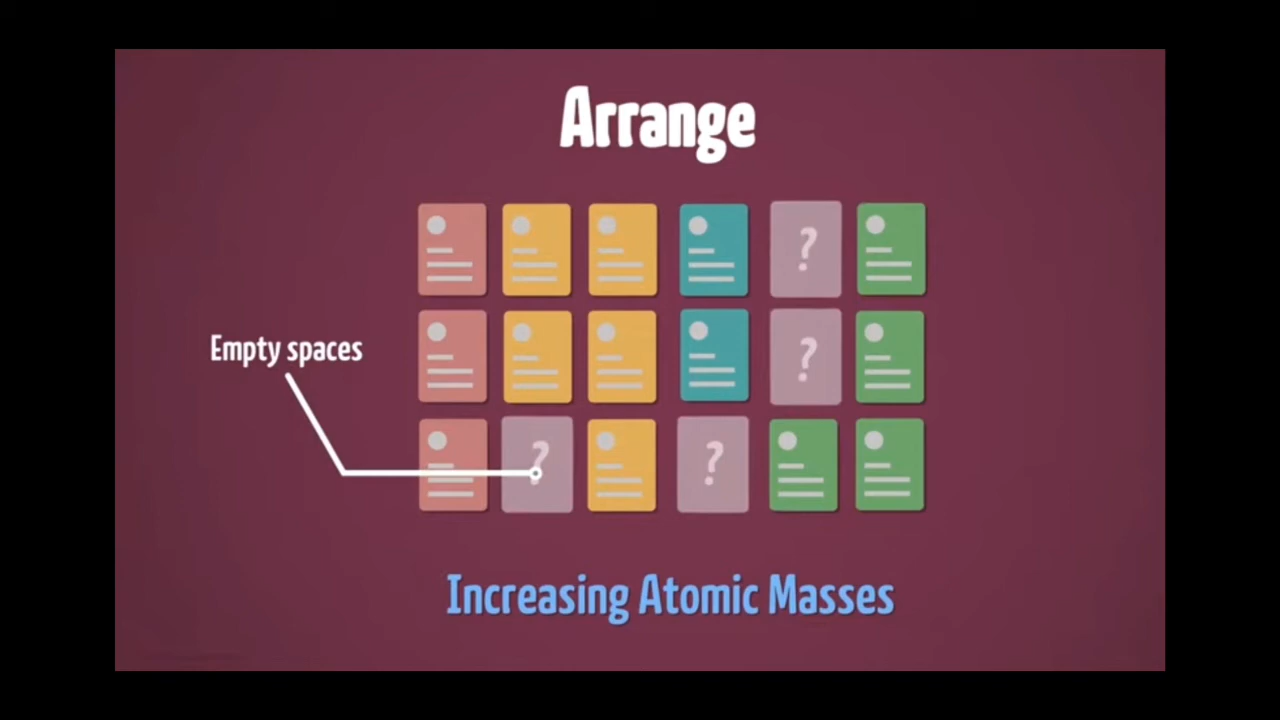 Arrange
?
Empty spaces
?
? ?
Increasing Atomic Masses